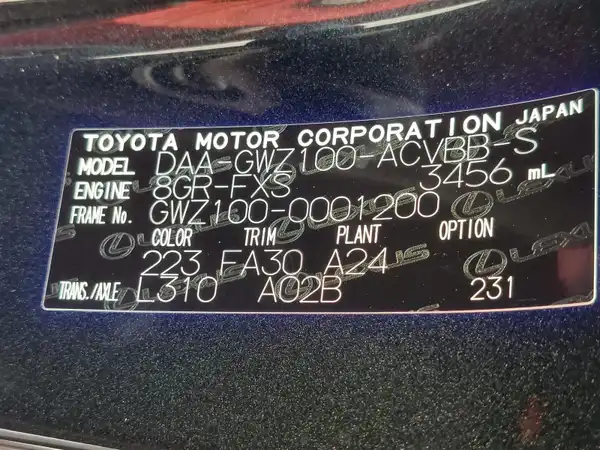 TOYOTA MOTOR CORPORATION JAPAN
MODEL DAA-GWZ100-ACVBB-S
ENGINE 8GR-FXS 3456 mL
FRAME No. GWZ100-0001200
COLOR TRIM PLANT OPTION
223 FA30 A24
TRANS./AXLE L310 A02B 231
LEXUS